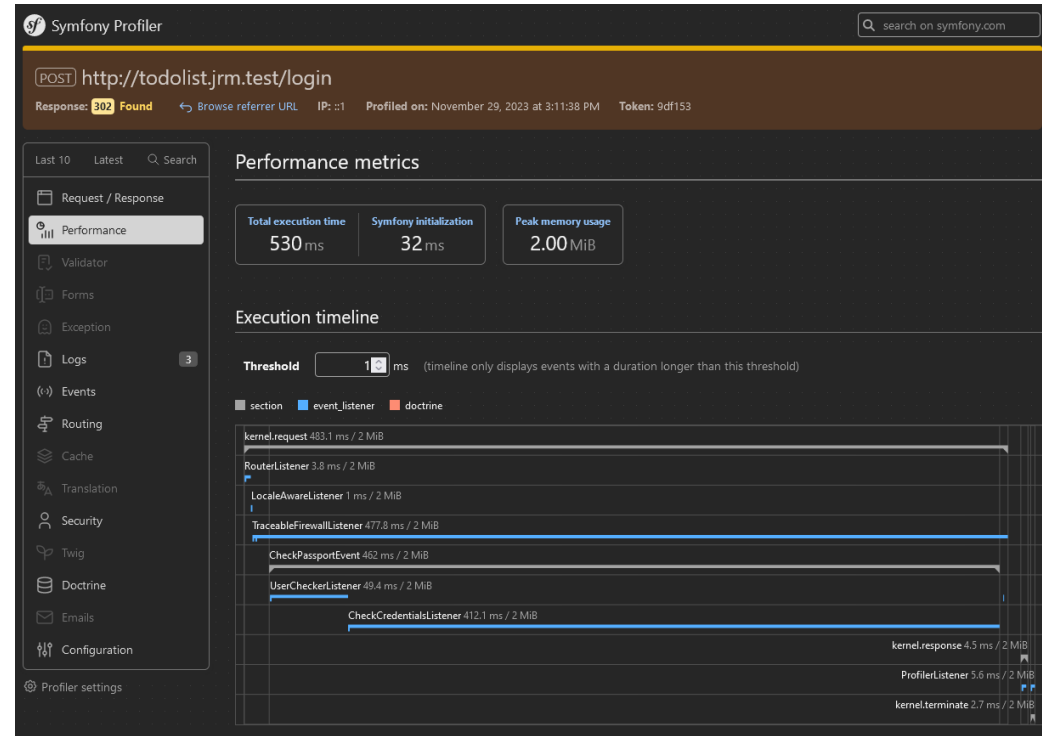 sf Symfony Profiler
search on symfony.com
POST http://todolist.jrm.test/login
Response: 302 Found Browse referrer URL IP: ::1 Profiled on: November 29, 2023 at 3:11:38 PM Token: 9df153
Last 10 Latest Search
Request / Response
Performance
Validator
Forms
Exception
Logs 3
Events
Routing
Cache
Translation
Security
Twig
Doctrine
Emails
Configuration
Profiler settings
Performance metrics
Total execution time Symfony initialization Peak memory usage
530 ms 32 ms 2.00 MiB
Execution timeline
Threshold 1 ms (timeline only displays events with a duration longer than this threshold)
section event_listener doctrine
kernel.request 483.1 ms / 2 MiB
RouterListener 3.8 ms / 2 MiB
LocaleAwareListener 1 ms / 2 MiB
TraceableFirewallListener 477.8 ms / 2 MiB
CheckPassportEvent 462 ms / 2 MiB
UserCheckerListener 49.4 ms / 2 MiB
CheckCredentialsListener 412.1 ms / 2 MiB
kernel.response 4.5 ms / 2 MiB
ProfilerListener 5.6 ms / 2 MiB
kernel.terminate 2.7 ms / 2 MiB